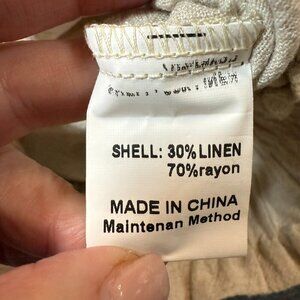 SHELL: 30%LINEN
70%rayon
MADE IN CHINA
Maintenan Method